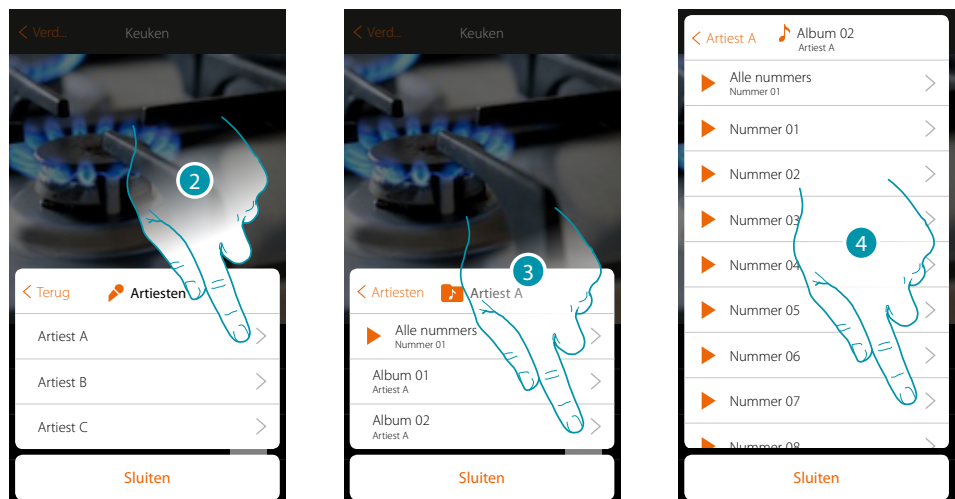 Verd... Keuken
2
Terug Artiesten
Artiest A
Artiest B
Artiest C
Sluiten
Verd... Keuken
3
Artiesten Artiest A
Alle nummers
Nummer 01
Album 01
Artiest A
Album 02
Artiest A
Sluiten
Artiest A Album 02
Artiest A
Alle nummers
Nummer 01
Nummer 01
Nummer 02
Nummer 03
4
Nummer 04
Nummer 05
Nummer 06
Nummer 07
Nummer 08
Sluiten